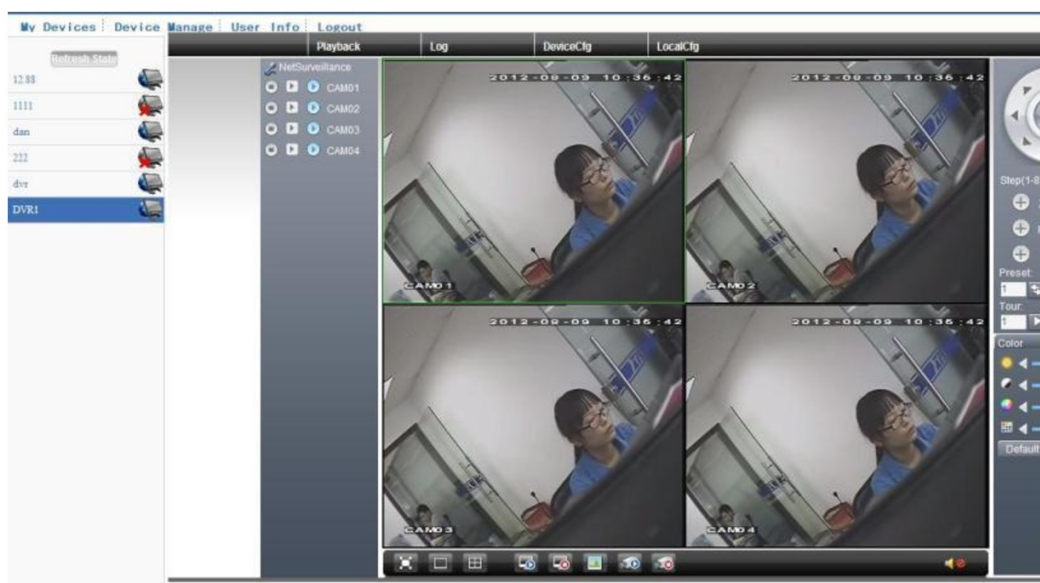 My Devices Device Manage User Info Logout
Playback Log DeviceCfg LocalCfg
Refresh State
12.88
1111
dan
222
dvr
DVR1
NetSurveillance
CAM01
CAM02
CAM03
CAM04
2012-09-09 10:36:42
2012-09-09 10:36:42
CAM01
CAM02
2012-09-09 10:36:42
2012-09-09 10:36:42
CAM03
CAM04
Step(1-8
Preset:
1
Tour:
1
Color
Default